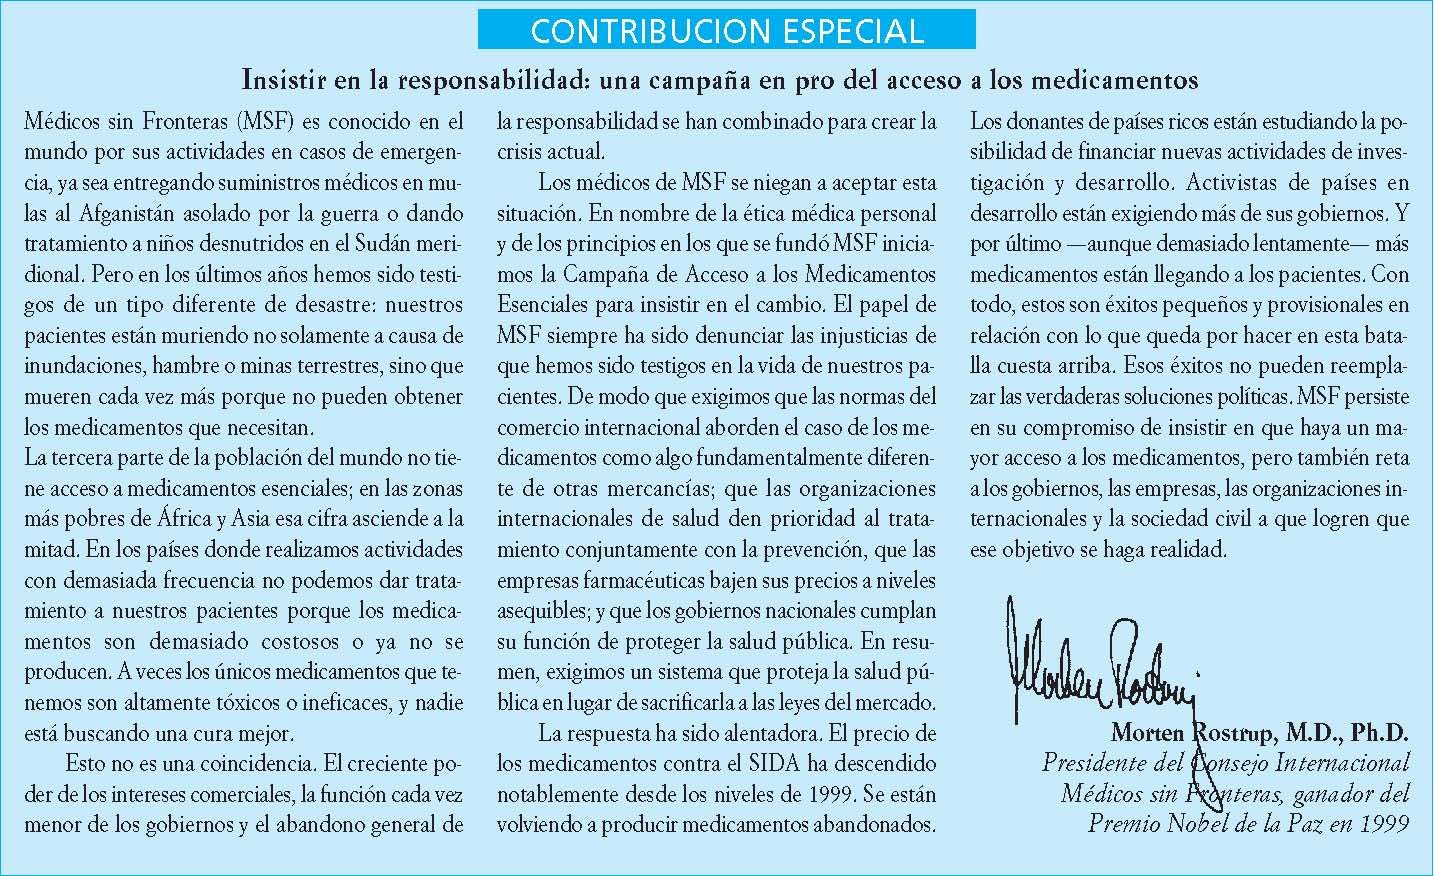 CONTRIBUCION ESPECIAL
Insistir en la responsabilidad: una campaña en pro del acceso a los medicamentos
Médicos sin Fronteras (MSF) es conocido en el
mundo por sus actividades en casos de emergen-
cia, ya sea entregando suministros médicos en mu-
las al Afganistán asolado por la guerra o dando
tratamiento a niños desnutridos en el Sudán meri-
dional. Pero en los últimos años hemos sido testi-
gos de un tipo diferente de desastre: nuestros
pacientes están muriendo no solamente a causa de
inundaciones, hambre o minas terrestres, sino que
mueren cada vez más porque no pueden obtener
los medicamentos que necesitan.
La tercera parte de la población del mundo no tie-
ne acceso a medicamentos esenciales; en las zonas
más pobres de África y Asia esa cifra asciende a la
mitad. En los países donde realizamos actividades
con demasiada frecuencia no podemos dar trata-
miento a nuestros pacientes porque los medica-
mentos son demasiado costosos o ya no se
producen. A veces los únicos medicamentos que te-
nemos son altamente tóxicos o ineficaces, y nadie
está buscando una cura mejor.
Esto no es una coincidencia. El creciente po-
der de los intereses comerciales, la función cada vez
menor de los gobiernos y el abandono general de
la responsabilidad se han combinado para crear la
crisis actual.
Los médicos de MSF se niegan a aceptar esta
situación. En nombre de la ética médica personal
y de los principios en los que se fundó MSF inicia-
mos la Campaña de Acceso a los Medicamentos
Esenciales para insistir en el cambio. El papel de
MSF siempre ha sido denunciar las injusticias de
que hemos sido testigos en la vida de nuestros pa-
cientes. De modo que exigimos que las normas del
comercio internacional aborden el caso de los me-
dicamentos como algo fundamentalmente diferen-
te de otras mercancías; que las organizaciones
internacionales de salud den prioridad al trata-
miento conjuntamente con la prevención, que las
empresas farmacéuticas bajen sus precios a niveles
asequibles; y que los gobiernos nacionales cumplan
su función de proteger la salud pública. En resu-
men, exigimos un sistema que proteja la salud pú-
blica en lugar de sacrificarla a las leyes del mercado.
La respuesta ha sido alentadora. El precio de
los medicamentos contra el SIDA ha descendido
notablemente desde los niveles de 1999. Se están
volviendo a producir medicamentos abandonados.
Los donantes de países ricos están estudiando la po-
sibilidad de financiar nuevas actividades de inves-
tigación y desarrollo. Activistas de países en
desarrollo están exigiendo más de sus gobiernos. Y
por último —aunque demasiado lentamente— más
medicamentos están llegando a los pacientes. Con
todo, estos son éxitos pequeños y provisionales en
relación con lo que queda por hacer en esta bata-
lla cuesta arriba. Esos éxitos no pueden reempla-
zar las verdaderas soluciones políticas. MSF persiste
en su compromiso de insistir en que haya un ma-
yor acceso a los medicamentos, pero también reta
a los gobiernos, las empresas, las organizaciones in-
ternacionales y la sociedad civil a que logren que
ese objetivo se haga realidad.
Morten Rostrup
Morten Rostrup, M.D., Ph.D.
Presidente del Consejo Internacional
Médicos sin Fronteras, ganador del
Premio Nobel de la Paz en 1999